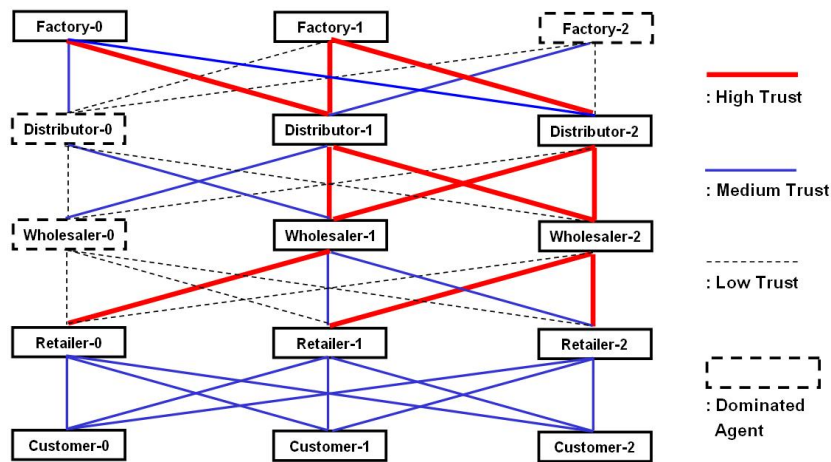 Factory-0
Factory-1
Factory-2
: High Trust
Distributor-0
Distributor-1
Distributor-2
: Medium Trust
Wholesaler-0
Wholesaler-1
Wholesaler-2
: Low Trust
Retailer-0
Retailer-1
Retailer-2
: Dominated
Agent
Customer-0
Customer-1
Customer-2